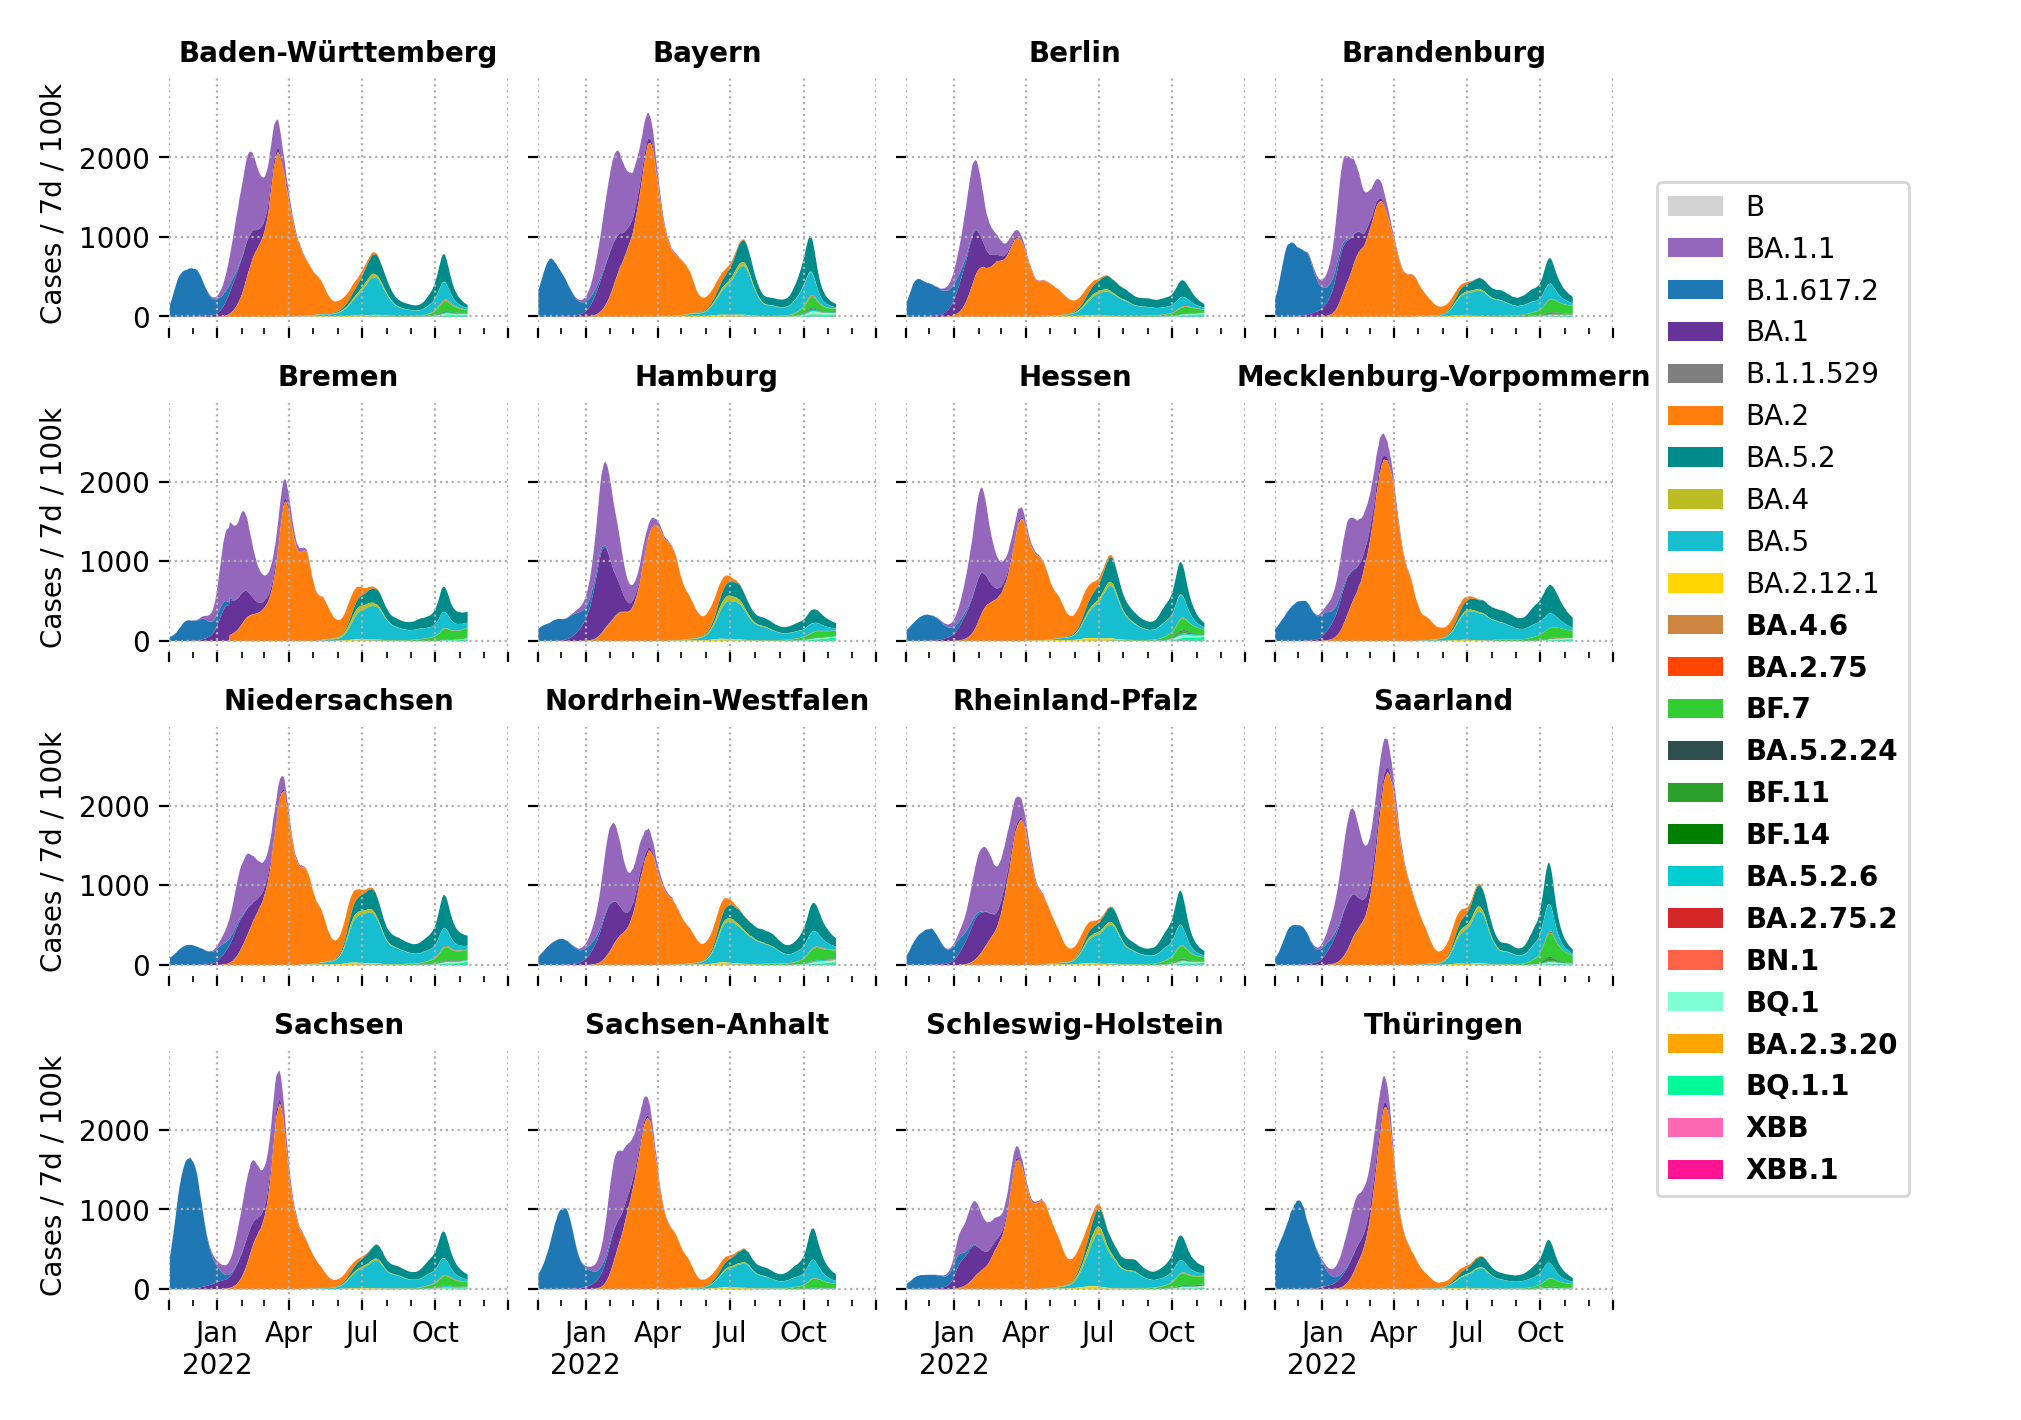 Baden-Württemberg
Bayern
Berlin
Brandenburg
Cases / 7d / 100k
2000
1000
0
Bremen
Hamburg
Hessen
Mecklenburg-Vorpommern
Cases / 7d / 100k
2000
1000
0
Niedersachsen
Nordrhein-Westfalen
Rheinland-Pfalz
Saarland
Cases / 7d / 100k
2000
1000
0
Sachsen
Sachsen-Anhalt
Schleswig-Holstein
Thüringen
Cases / 7d / 100k
2000
1000
0
Jan Apr Jul Oct
2022
Jan Apr Jul Oct
2022
Jan Apr Jul Oct
2022
Jan Apr Jul Oct
2022
B
BA.1.1
B.1.617.2
BA.1
B.1.1.529
BA.2
BA.5.2
BA.4
BA.5
BA.2.12.1
BA.4.6
BA.2.75
BF.7
BA.5.2.24
BF.11
BF.14
BA.5.2.6
BA.2.75.2
BN.1
BQ.1
BA.2.3.20
BQ.1.1
XBB
XBB.1